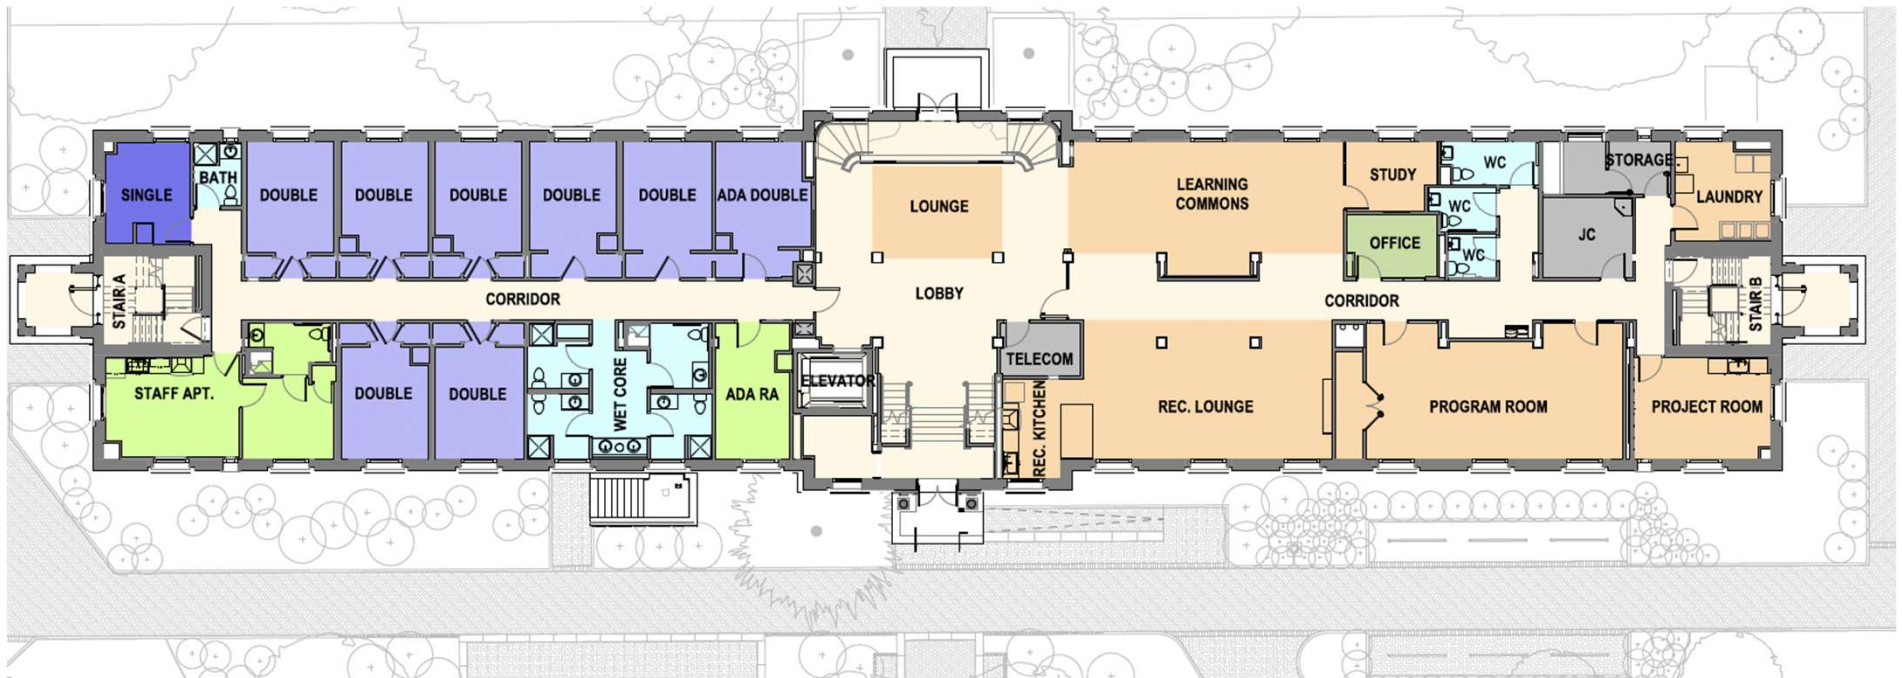 SINGLE
BATH
DOUBLE
DOUBLE
DOUBLE
DOUBLE
DOUBLE
ADA DOUBLE
LOUNGE
LEARNING
COMMONS
STUDY
OFFICE
WC
WC
WC
STORAGE
JC
LAUNDRY
STAIR A
CORRIDOR
LOBBY
CORRIDOR
STAIR B
STAFF APT.
DOUBLE
DOUBLE
WET CORE
ADA RA
ELEVATOR
TELECOM
REC. KITCHEN
REC. LOUNGE
PROGRAM ROOM
PROJECT ROOM